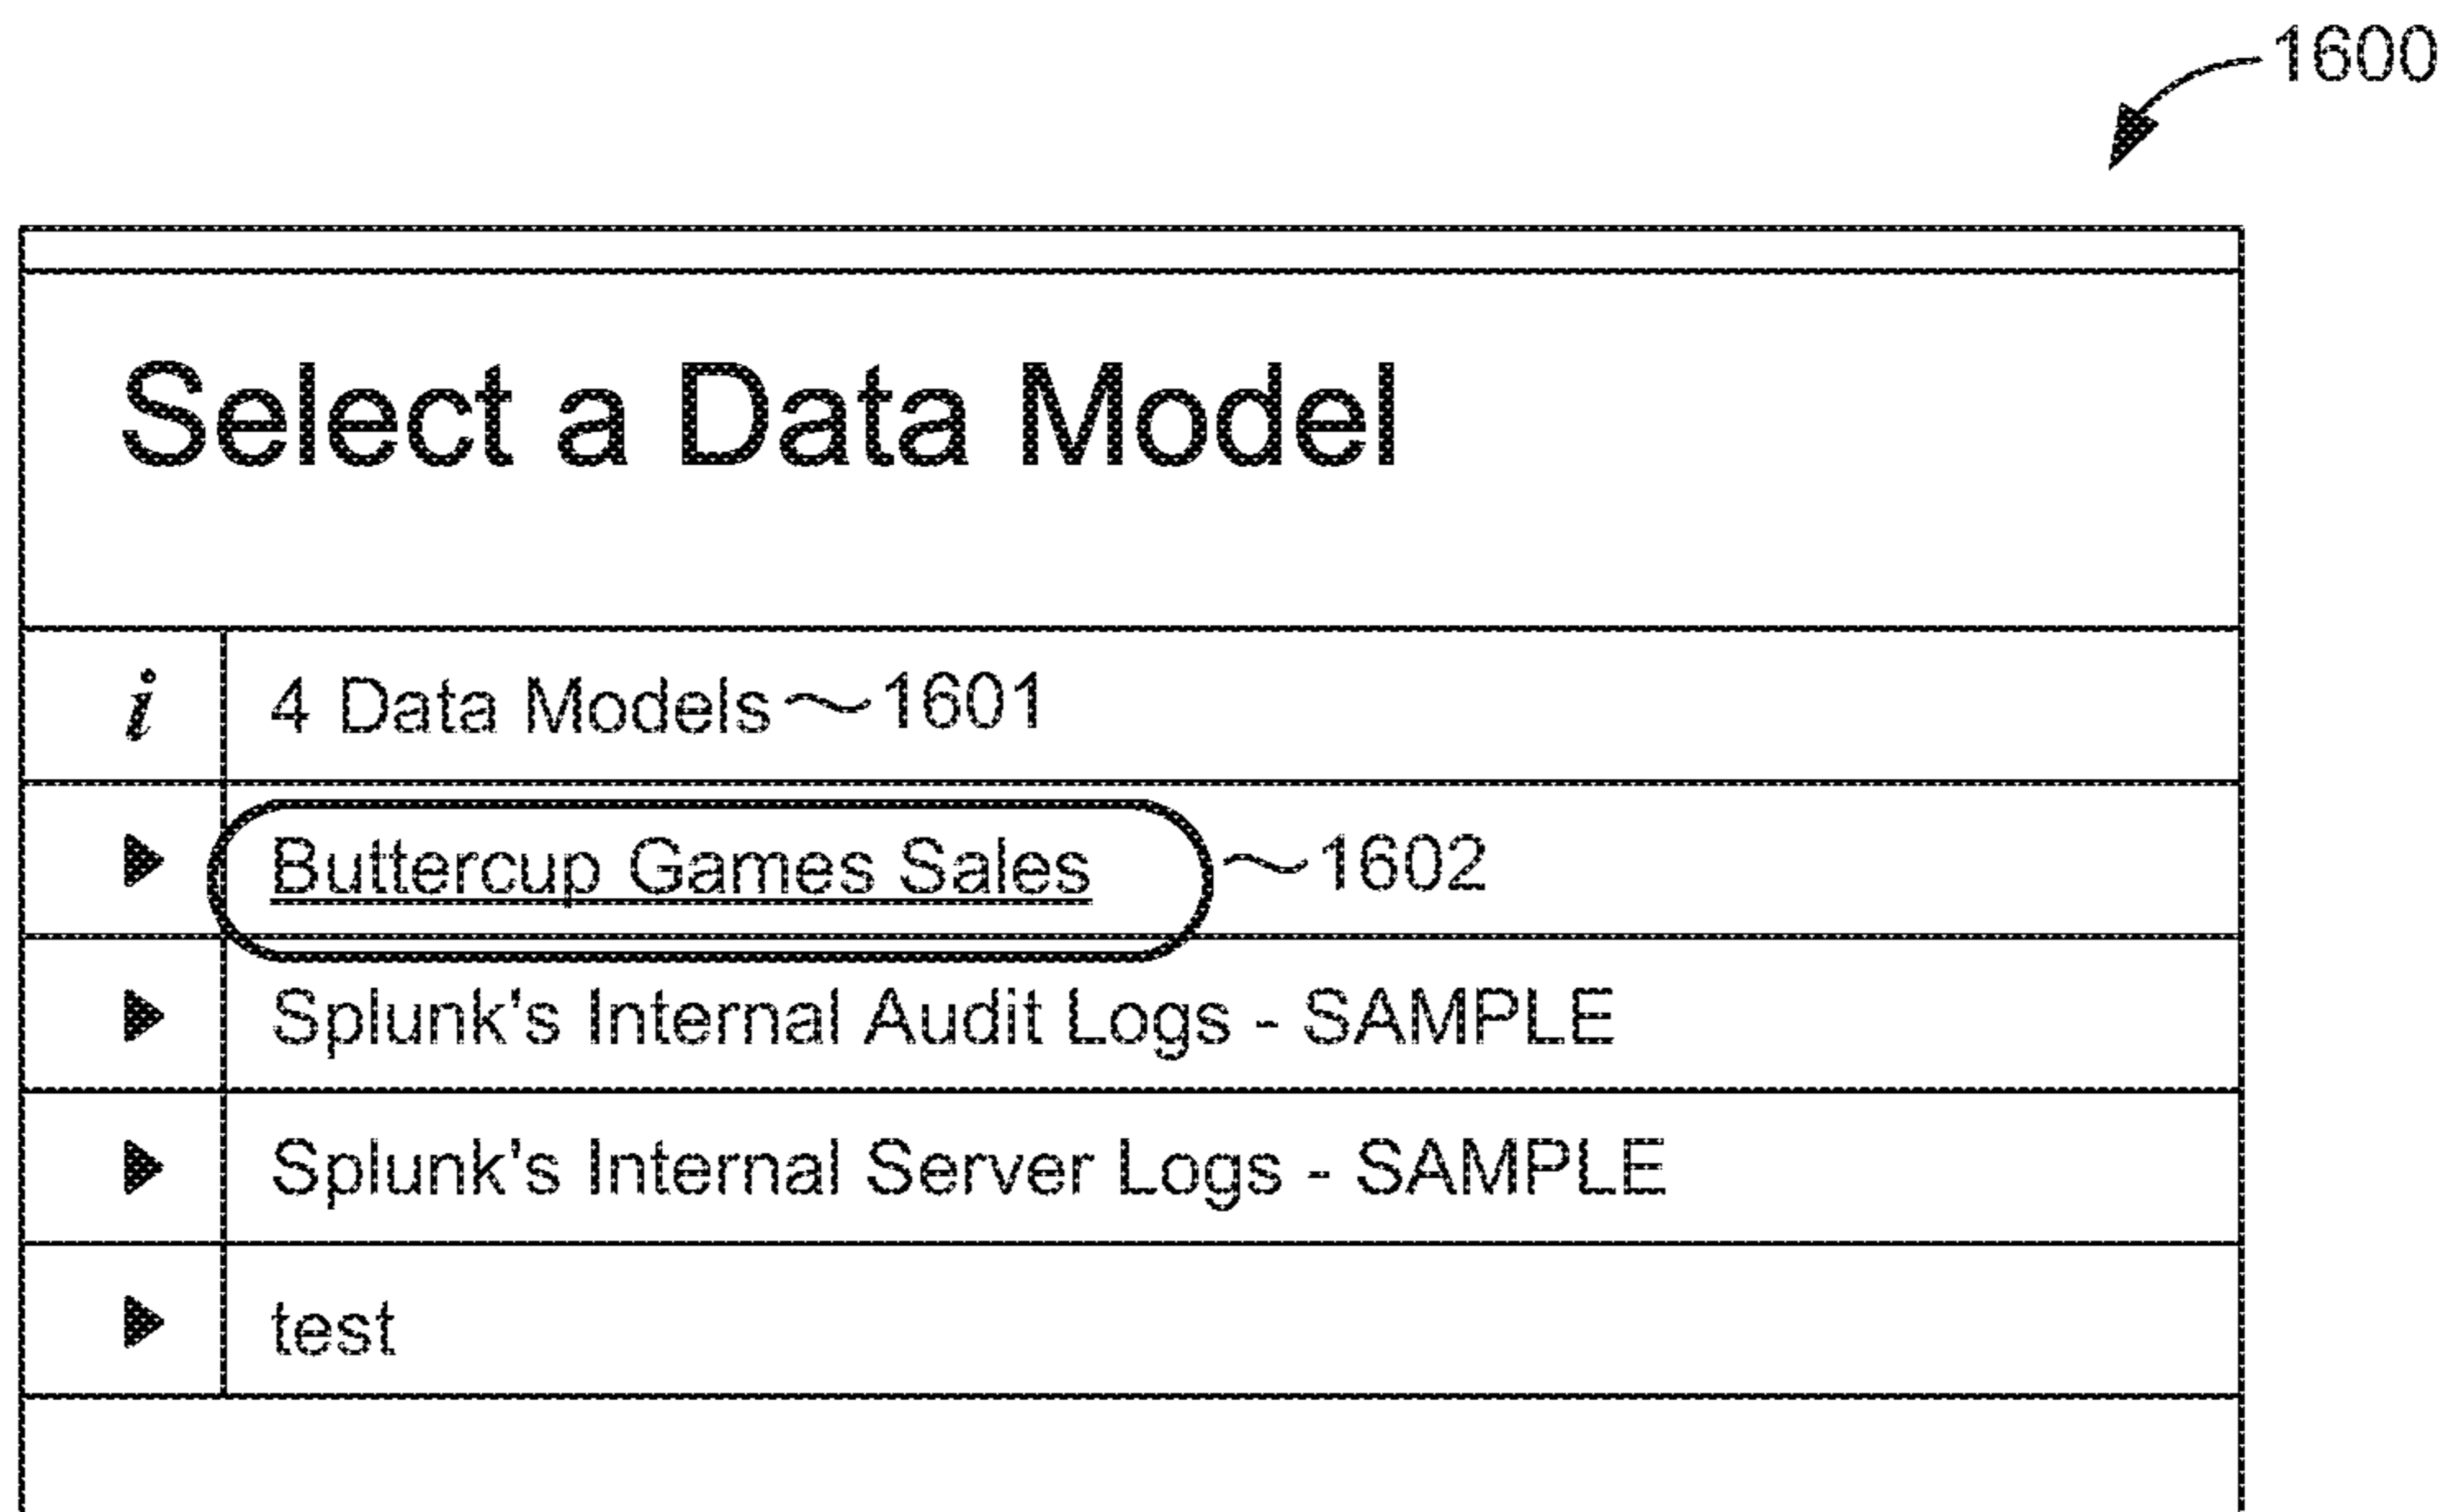 1600
Select a Data Model
i 4 Data Models 1601
Buttercup Games Sales 1602
Splunk's Internal Audit Logs - SAMPLE
Splunk's Internal Server Logs - SAMPLE
test